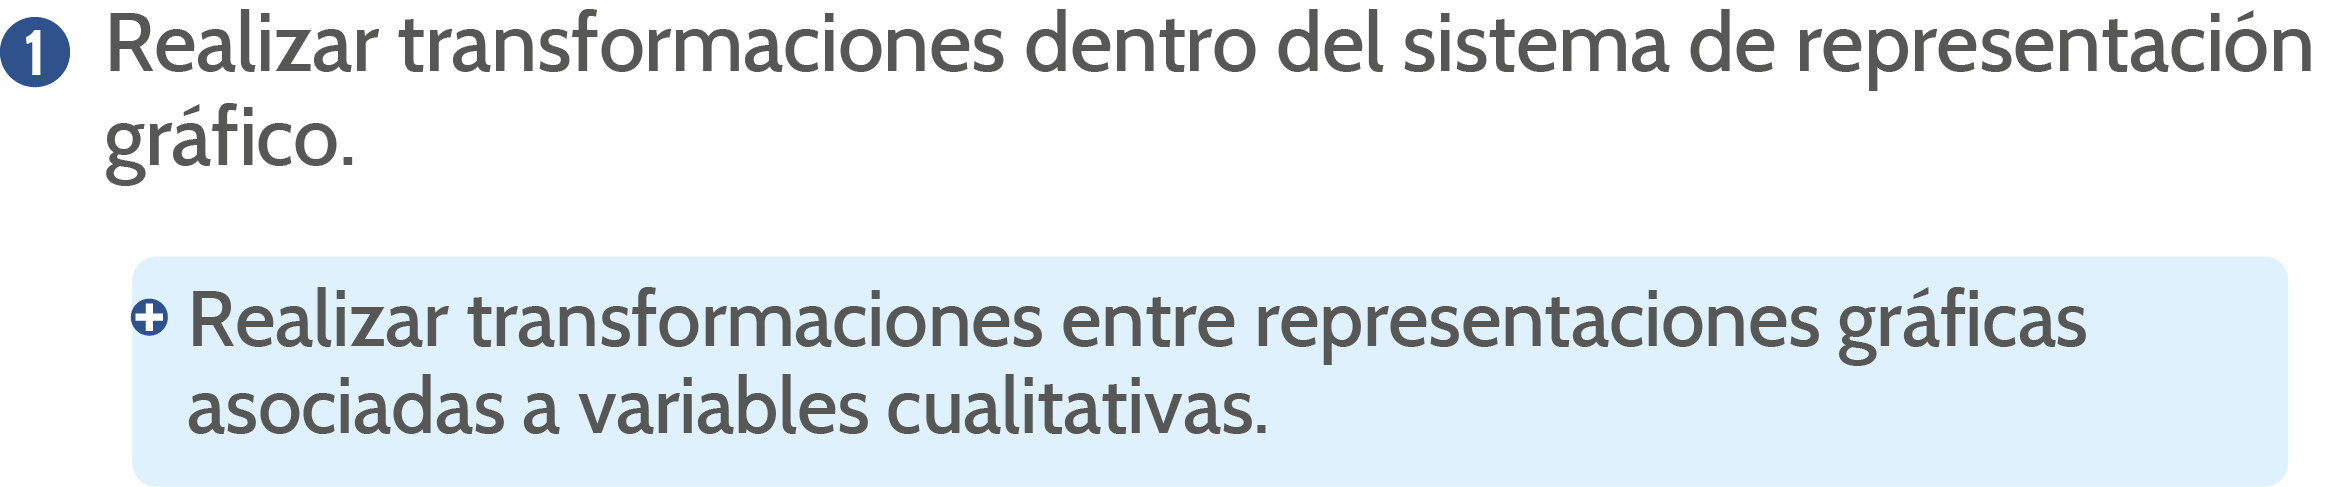 1 Realizar transformaciones dentro del sistema de representación
gráfico.
+ Realizar transformaciones entre representaciones gráficas
asociadas a variables cualitativas.